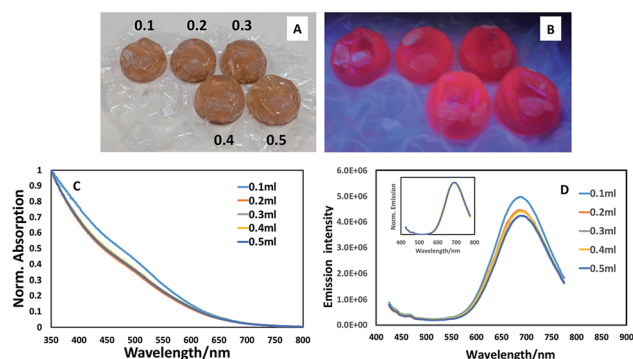 0.1 0.2 0.3 A
0.4 0.5
B
C
Norm. Absorption
1
0.9
0.8
0.7
0.6
0.5
0.4
0.3
0.2
0.1
0
350 400 450 500 550 600 650 700 750 800
Wavelength/nm
0.1ml
0.2ml
0.3ml
0.4ml
0.5ml
D
Emission Intensity
6.0E+06
5.0E+06
4.0E+06
3.0E+06
2.0E+06
1.0E+06
0.0E+00
400 450 500 550 600 650 700 750 800 850 900
Wavelength/nm
0.1ml
0.2ml
0.3ml
0.4ml
0.5ml
Norm. Emission
400 500 600 700 800
Wavelength/nm